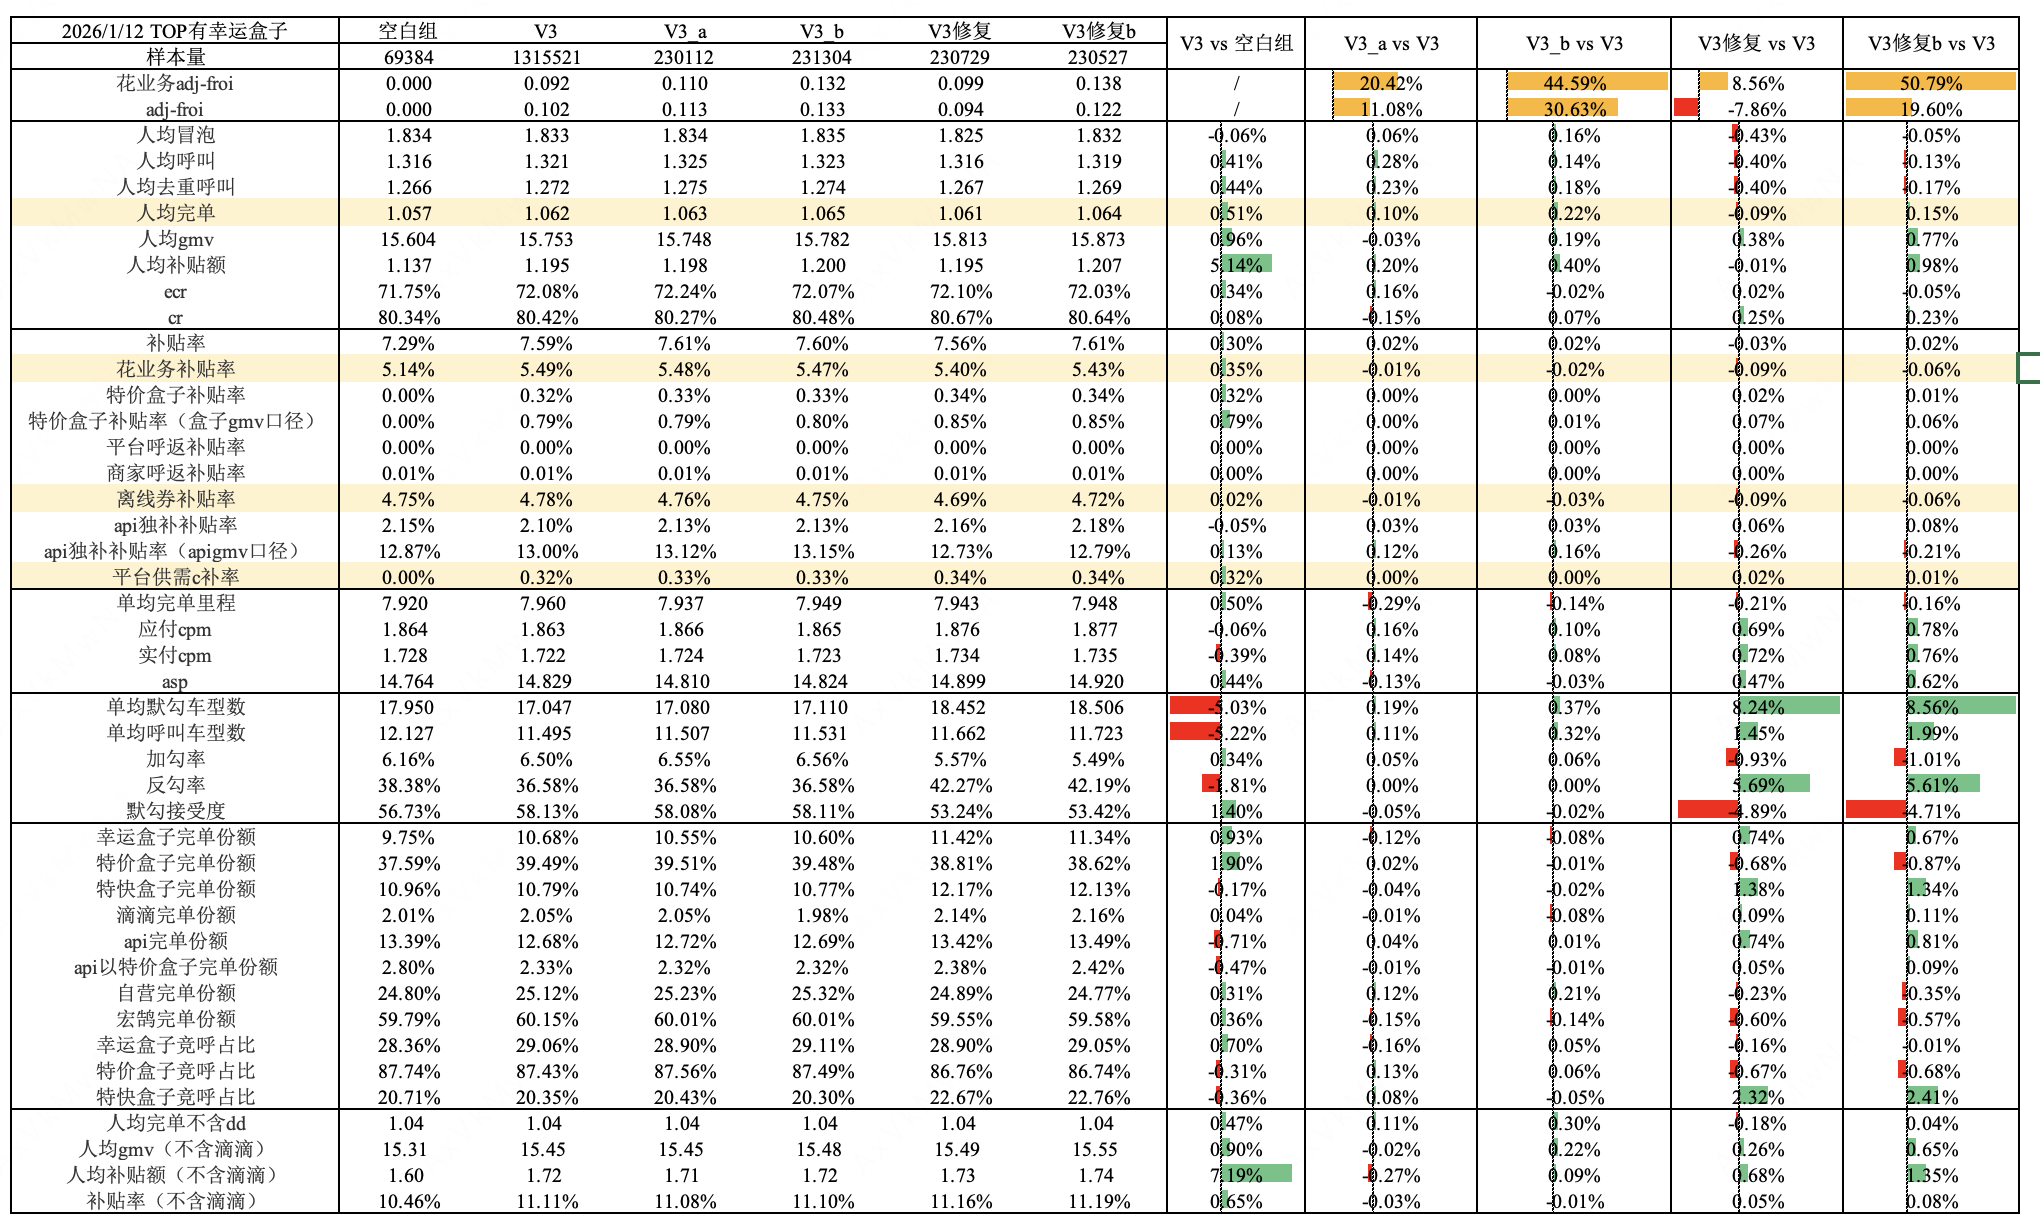 2026/1/12 TOP有幸运盒子 空白组 V3 V3_a V3_b V3修复 V3修复b V3 vs 空白组 V3_a vs V3 V3_b vs V3 V3修复 vs V3 V3修复b vs V3
样本量 69384 1315521 230112 231304 230729 230527
花业务adj-froi 0.000 0.092 0.110 0.132 0.099 0.138 / 20.42% 44.59% 8.56% 50.79%
adj-froi 0.000 0.102 0.113 0.133 0.094 0.122 / 11.08% 30.63% -7.86% 19.60%
人均冒泡 1.834 1.833 1.834 1.835 1.825 1.832 -0.06% 0.06% 0.16% -0.43% -0.05%
人均呼叫 1.316 1.321 1.325 1.323 1.316 1.319 0.41% 0.28% 0.14% -0.40% -0.13%
人均去重呼叫 1.266 1.272 1.275 1.274 1.267 1.269 0.44% 0.23% 0.18% -0.40% -0.17%
人均完单 1.057 1.062 1.063 1.065 1.061 1.064 0.51% 0.10% 0.22% -0.09% 0.15%
人均gmv 15.604 15.753 15.748 15.782 15.813 15.873 0.96% -0.03% 0.19% 0.38% 0.77%
人均补贴额 1.137 1.195 1.198 1.200 1.195 1.207 5.14% 0.20% 0.40% -0.01% 0.98%
ecr 71.75% 72.08% 72.24% 72.07% 72.10% 72.03% 0.34% 0.16% -0.02% 0.02% -0.05%
cr 80.34% 80.42% 80.27% 80.48% 80.67% 80.64% 0.08% -0.15% 0.07% 0.25% 0.23%
补贴率 7.29% 7.59% 7.61% 7.60% 7.56% 7.61% 0.30% 0.02% 0.02% -0.03% 0.02%
花业务补贴率 5.14% 5.49% 5.48% 5.47% 5.40% 5.43% 0.35% -0.01% -0.02% -0.09% -0.06%
特价盒子补贴率 0.00% 0.32% 0.33% 0.33% 0.34% 0.34% 0.32% 0.00% 0.00% 0.02% 0.01%
特价盒子补贴率（盒子gmv口径） 0.00% 0.79% 0.79% 0.80% 0.85% 0.85% 0.79% 0.00% 0.01% 0.07% 0.06%
平台呼返补贴率 0.00% 0.00% 0.00% 0.00% 0.00% 0.00% 0.00% 0.00% 0.00% 0.00% 0.00%
商家呼返补贴率 0.01% 0.01% 0.01% 0.01% 0.01% 0.01% 0.00% 0.00% 0.00% 0.00% 0.00%
离线券补贴率 4.75% 4.78% 4.76% 4.75% 4.69% 4.72% 0.02% -0.01% -0.03% -0.09% -0.06%
api独补补贴率 2.15% 2.10% 2.13% 2.13% 2.16% 2.18% -0.05% 0.03% 0.03% 0.06% 0.08%
api独补补贴率（apigmv口径） 12.87% 13.00% 13.12% 13.15% 12.73% 12.79% 0.13% 0.12% 0.16% -0.26% -0.21%
平台供需c补率 0.00% 0.32% 0.33% 0.33% 0.34% 0.34% 0.32% 0.00% 0.00% 0.02% 0.01%
单均完单里程 7.920 7.960 7.937 7.949 7.943 7.948 0.50% -0.29% -0.14% -0.21% -0.16%
应付cpm 1.864 1.863 1.866 1.865 1.876 1.877 -0.06% 0.16% 0.10% 0.69% 0.78%
实付cpm 1.728 1.722 1.724 1.723 1.734 1.735 -0.39% 0.14% 0.08% 0.72% 0.76%
asp 14.764 14.829 14.810 14.824 14.899 14.920 0.44% -0.13% -0.03% 0.47% 0.62%
单均默勾车型数 17.950 17.047 17.080 17.110 18.452 18.506 -5.03% 0.19% 0.37% 8.24% 8.56%
单均呼叫车型数 12.127 11.495 11.507 11.531 11.662 11.723 -5.22% 0.11% 0.32% 1.45% 1.99%
加勾率 6.16% 6.50% 6.55% 6.56% 5.57% 5.49% 0.34% 0.05% 0.06% -0.93% -1.01%
反勾率 38.38% 36.58% 36.58% 36.58% 42.27% 42.19% -1.81% 0.00% 0.00% 5.69% 5.61%
默勾接受度 56.73% 58.13% 58.08% 58.11% 53.24% 53.42% 1.40% -0.05% -0.02% -4.89% -4.71%
幸运盒子完单份额 9.75% 10.68% 10.55% 10.60% 11.42% 11.34% 0.93% -0.12% -0.08% 0.74% 0.67%
特价盒子完单份额 37.59% 39.49% 39.51% 39.48% 38.81% 38.62% 1.90% 0.02% -0.01% -0.68% -0.87%
特快盒子完单份额 10.96% 10.79% 10.74% 10.77% 12.17% 12.13% -0.17% -0.04% -0.02% 1.38% 1.34%
滴滴完单份额 2.01% 2.05% 2.05% 1.98% 2.14% 2.16% 0.04% -0.01% -0.08% 0.09% 0.11%
api完单份额 13.39% 12.68% 12.72% 12.69% 13.42% 13.49% -0.71% 0.04% 0.01% 0.74% 0.81%
api以特价盒子完单份额 2.80% 2.33% 2.32% 2.32% 2.38% 2.42% -0.47% -0.01% -0.01% 0.05% 0.09%
自营完单份额 24.80% 25.12% 25.23% 25.32% 24.89% 24.77% 0.31% 0.12% 0.21% -0.23% -0.35%
宏鹄完单份额 59.79% 60.15% 60.01% 60.01% 59.55% 59.58% 0.36% -0.15% -0.14% -0.60% -0.57%
幸运盒子竞呼占比 28.36% 29.06% 28.90% 29.11% 28.90% 29.05% 0.70% -0.16% 0.05% -0.16% -0.01%
特价盒子竞呼占比 87.74% 87.43% 87.56% 87.49% 86.76% 86.74% -0.31% 0.13% 0.06% -0.67% -0.68%
特快盒子竞呼占比 20.71% 20.35% 20.43% 20.30% 22.67% 22.76% -0.36% 0.08% -0.05% 2.32% 2.41%
人均完单不含dd 1.04 1.04 1.04 1.04 1.04 1.04 0.47% 0.11% 0.30% -0.18% 0.04%
人均gmv（不含滴滴） 15.31 15.45 15.45 15.48 15.49 15.55 0.90% -0.02% 0.22% 0.26% 0.65%
人均补贴额（不含滴滴） 1.60 1.72 1.71 1.72 1.73 1.74 7.19% -0.27% 0.09% 0.68% 1.35%
补贴率（不含滴滴） 10.46% 11.11% 11.08% 11.10% 11.16% 11.19% 0.65% -0.03% -0.01% 0.05% 0.08%